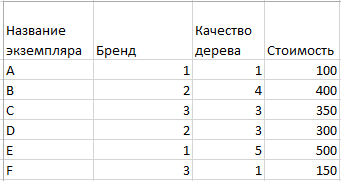 Название экземпляра Бренд Качество дерева Стоимость
A 1 1 100
B 2 4 400
C 3 3 350
D 2 3 300
E 1 5 500
F 3 1 150